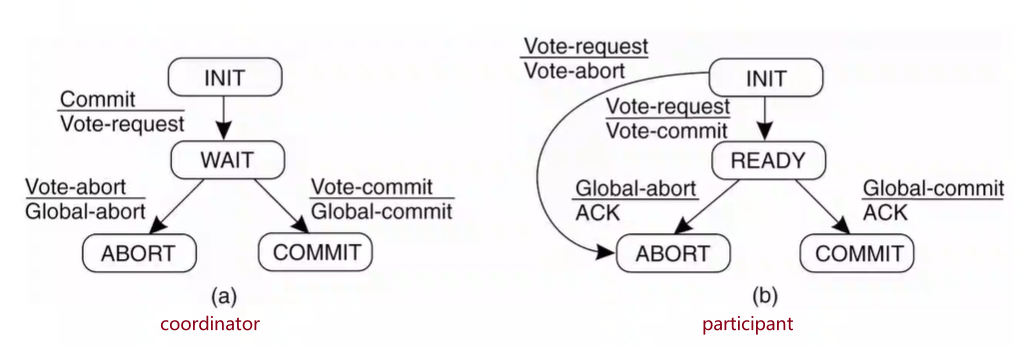 INIT
Commit
Vote-request
WAIT
Vote-abort
Global-abort
Vote-commit
Global-commit
ABORT
COMMIT
(a)
coordinator
Vote-request
Vote-abort
INIT
Vote-request
Vote-commit
READY
Global-abort
ACK
Global-commit
ACK
ABORT
COMMIT
(b)
participant